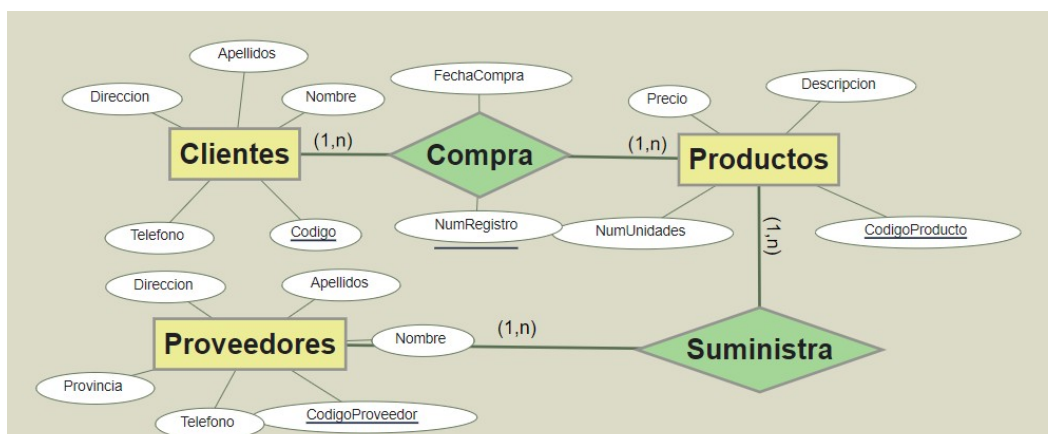 Apellidos
FechaCompra
Direccion
Nombre
Precio
Descripcion
Clientes
(1,n)
Compra
(1,n)
Productos
Telefono
Codigo
NumRegistro
NumUnidades
CodigoProducto
(1,n)
Direccion
Apellidos
Proveedores
Nombre
(1,n)
Suministra
Provincia
Telefono
CodigoProveedor